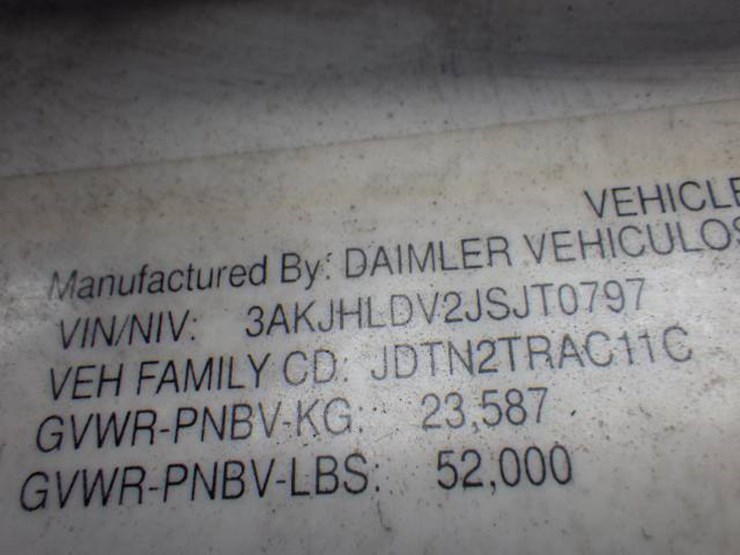 VEHICLE
Manufactured By: DAIMLER VEHICULOS
VIN/NIV: 3AKJHLDV2JSJT0797
VEH FAMILY CD: JDTN2TRAC11C
GVWR-PNBV-KG: 23,587
GVWR-PNBV-LBS: 52,000